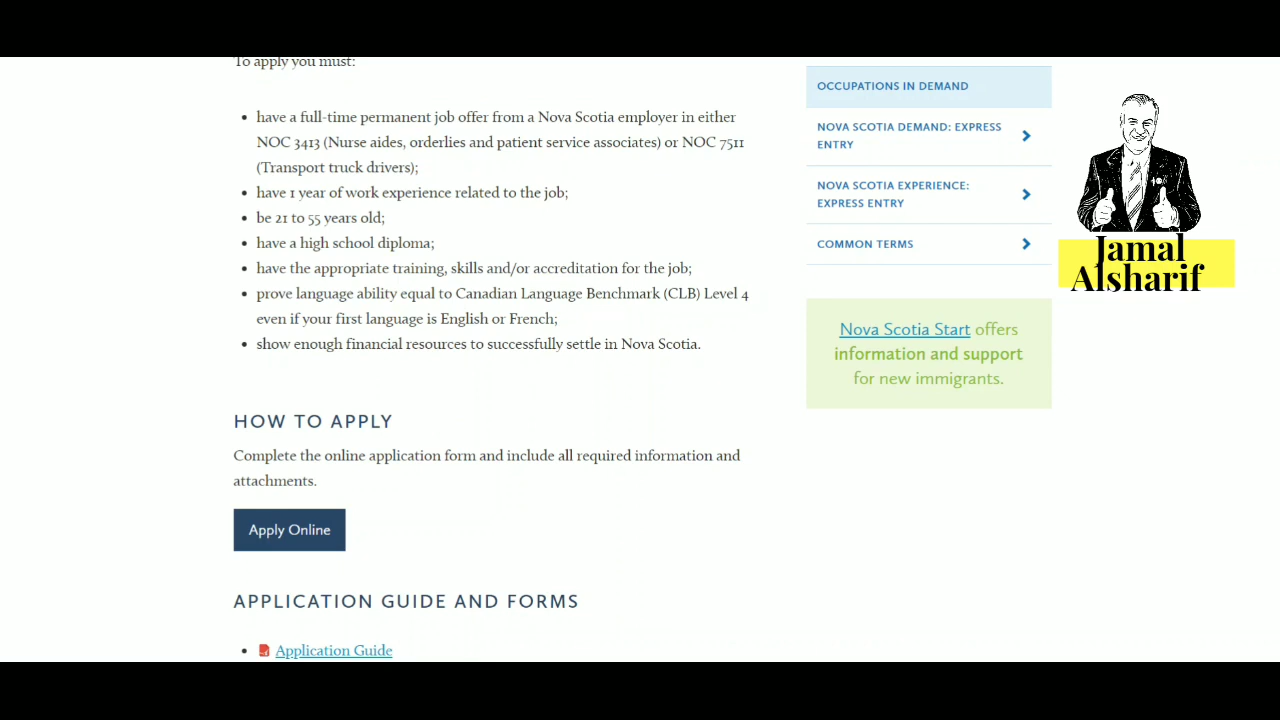 To apply you must:
have a full-time permanent job offer from a Nova Scotia employer in either
NOC 3413 (Nurse aides, orderlies and patient service associates) or NOC 7511
(Transport truck drivers);
have 1 year of work experience related to the job;
be 21 to 55 years old;
have a high school diploma;
have the appropriate training, skills and/or accreditation for the job;
prove language ability equal to Canadian Language Benchmark (CLB) Level 4
even if your first language is English or French;
show enough financial resources to successfully settle in Nova Scotia.
HOW TO APPLY
Complete the online application form and include all required information and
attachments.
Apply Online
APPLICATION GUIDE AND FORMS
Application Guide
OCCUPATIONS IN DEMAND
NOVA SCOTIA DEMAND: EXPRESS
ENTRY
NOVA SCOTIA EXPERIENCE:
EXPRESS ENTRY
COMMON TERMS
Nova Scotia Start offers
information and support
for new immigrants.
Jamal
Alsharif